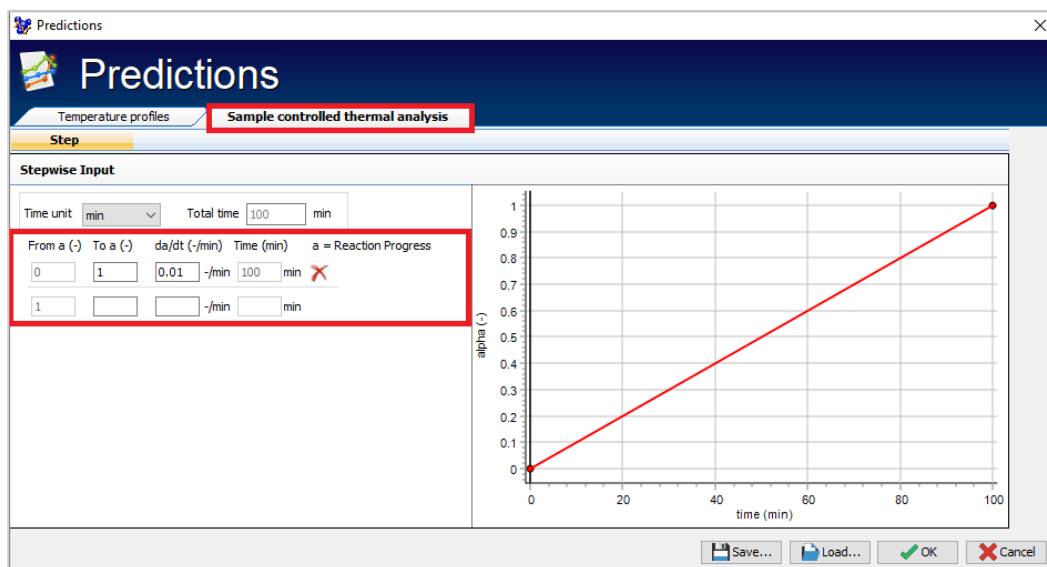 Predictions
Predictions
Temperature profiles
Sample controlled thermal analysis
Step
Stepwise Input
Time unit min Total time 100 min
From a (-) To a (-) da/dt (-/min) Time (min) a = Reaction Progress
0 1 0.01 -/min 100 min
1 -/min min
alpha (-)
1
0.9
0.8
0.7
0.6
0.5
0.4
0.3
0.2
0.1
0
0 20 40 60 80 100
time (min)
Save... Load... OK Cancel